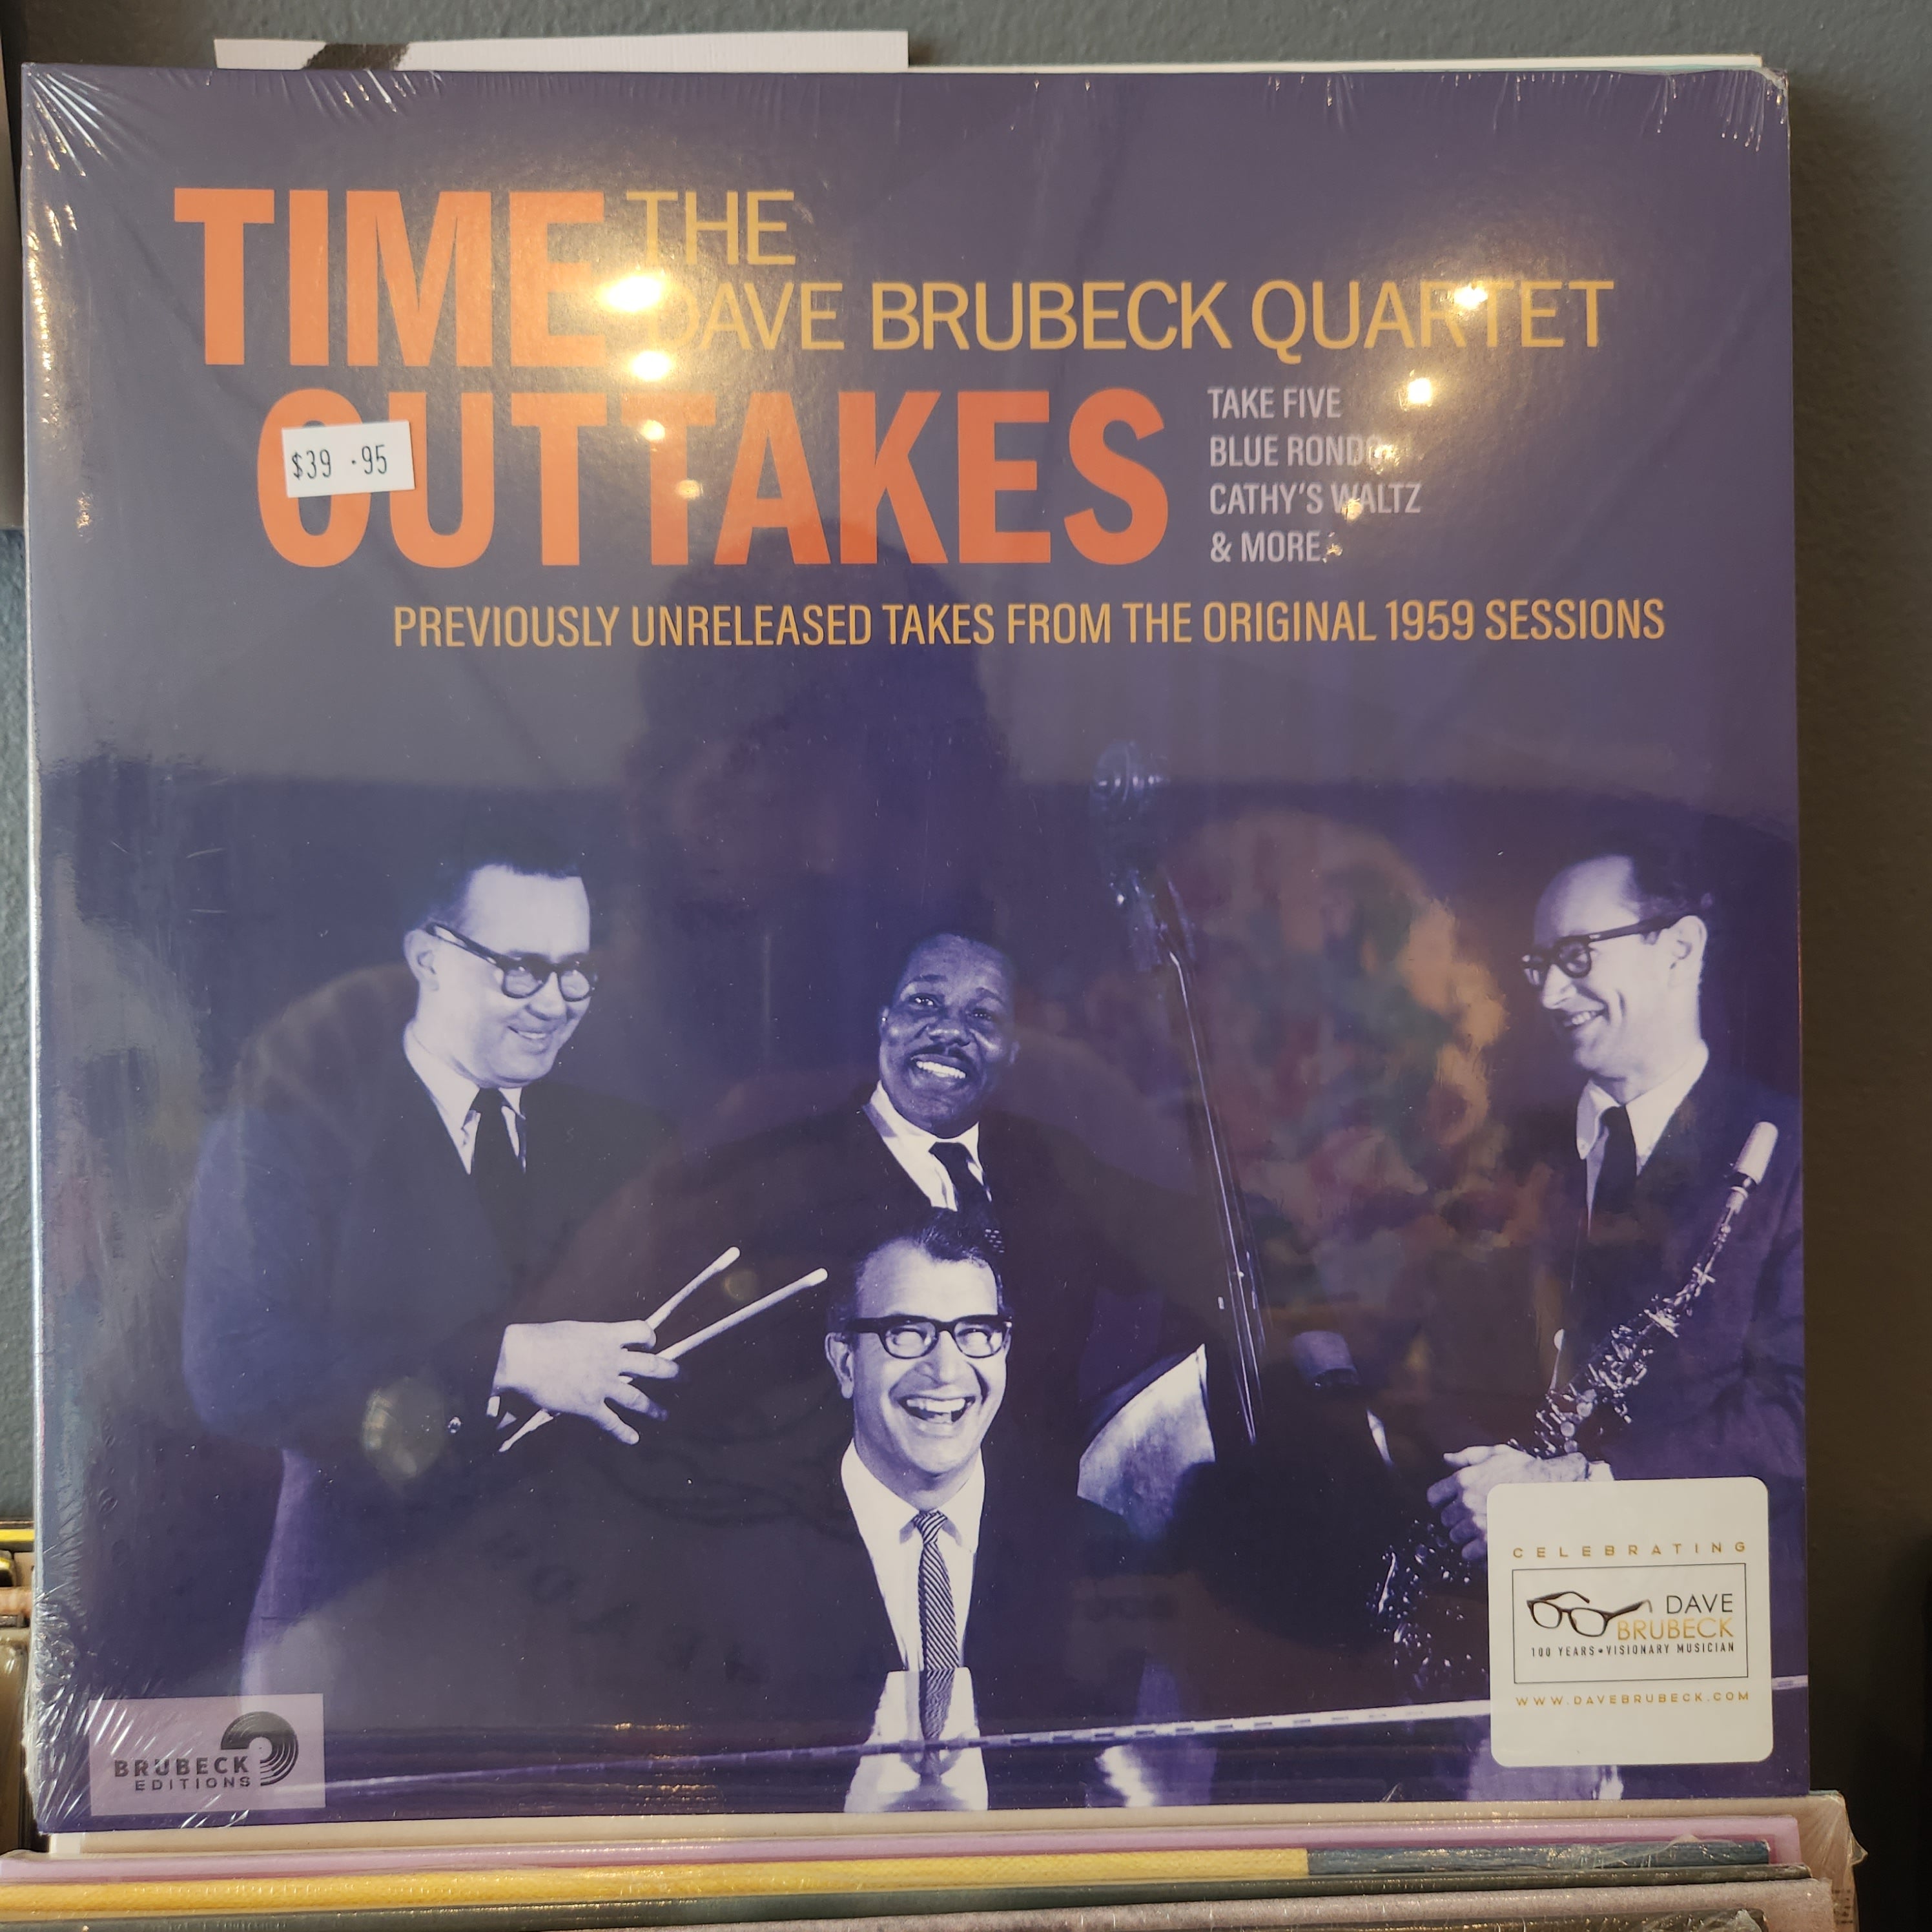 TIME
THE
DAVE BRUBECK QUARTET
OUTTAKES
$39.95
TAKE FIVE
BLUE RONDO
CATHY'S WALTZ
& MORE.
PREVIOUSLY UNRELEASED TAKES FROM THE ORIGINAL 1959 SESSIONS
CELEBRATING
DAVE
BRUBECK
100 YEARS•VISIONARY MUSICIAN
WWW.DAVEBRUBECK.COM
BRUBECK
EDITIONS